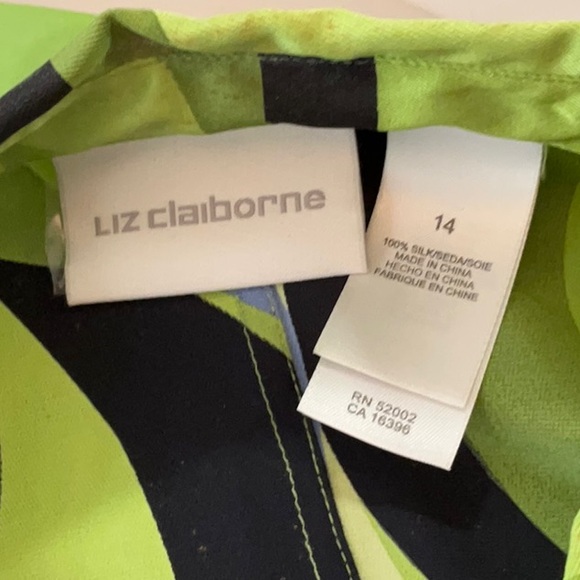 LIZ claiborne
14
100% SILK/SEDA/SOIE
MADE IN CHINA
HECHO EN CHINA
FABRIQUE EN CHINE
RN 52002
CA 16396